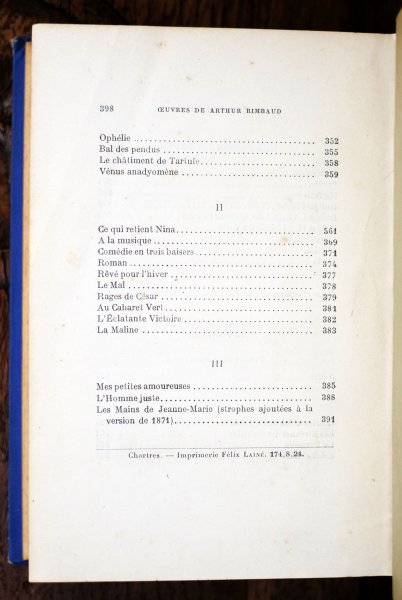 398 ŒUVRES DE ARTHUR RIMBAUD
Ophélie ........................................ 352
Bal des pendus ................................. 355
Le châtiment de Tartufe......................... 358
Vénus anadyomène ............................... 359
II
Ce qui retient Nina............................. 361
A la musique.................................... 369
Comédie en trois baisers........................ 371
Roman .......................................... 374
Rêvé pour l'hiver .............................. 377
Le Mal ......................................... 378
Rages de César ................................. 379
Au Cabaret Vert ................................ 381
L'Éclatante Victoire ........................... 382
La Maline ...................................... 383
III
Mes petites amoureuses ......................... 385
L'Homme juste................................... 388
Les Mains de Jeanne-Marie (strophes ajoutées à la
version de 1871)................................ 391
Chartres. — Imprimerie Félix LAINÉ. 174.8.24.